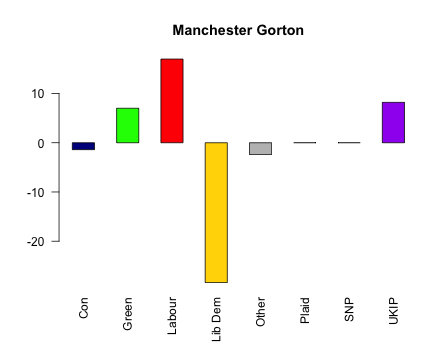 Manchester Gorton
10
0
-10
-20
Con
Green
Labour
Lib Dem
Other
Plaid
SNP
UKIP